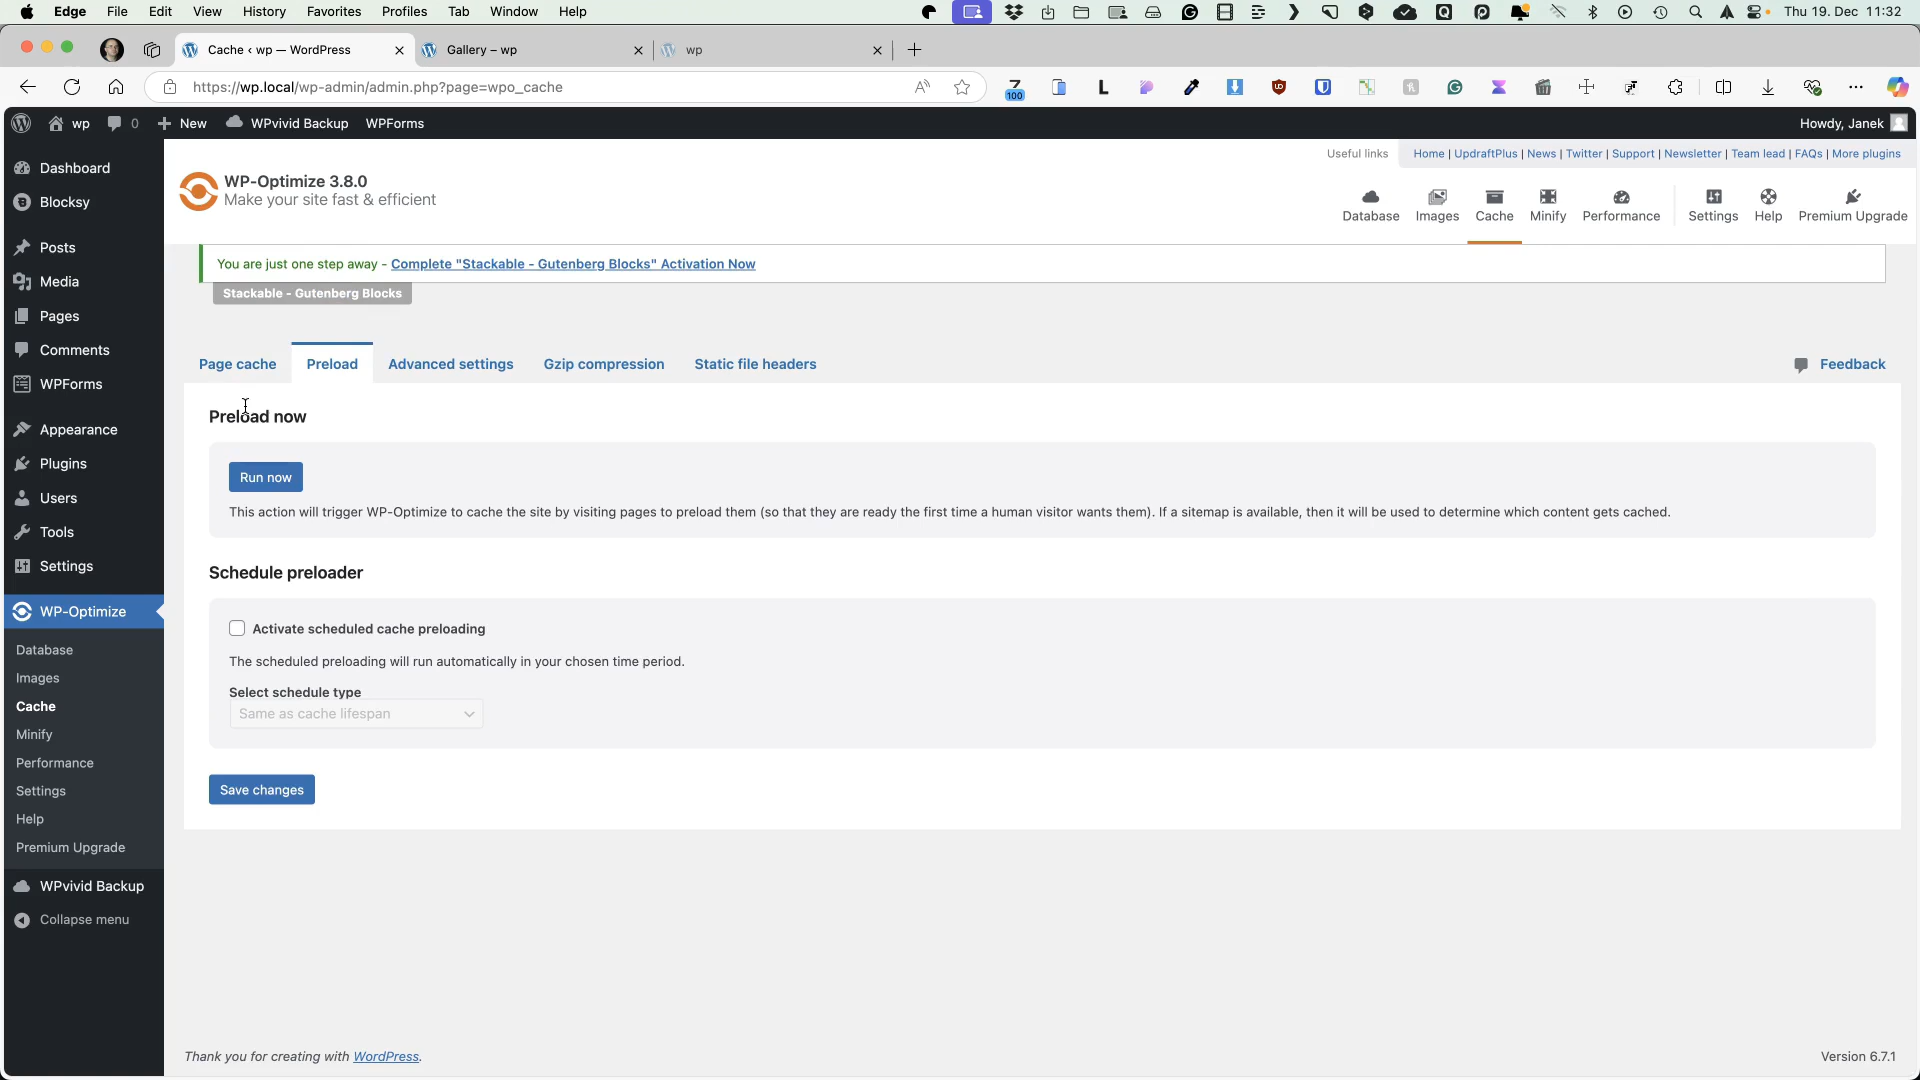 Edge File Edit View History Favorites Profiles Tab Window Help
Thu 19. Dec 11:32
Cache ‹ wp — WordPress
Gallery – wp
wp
https://wp.local/wp-admin/admin.php?page=wpo_cache
100
wp 0 New WPvivid Backup WPForms
Howdy, Janek
Dashboard
Blocksy
Posts
Media
Pages
Comments
WPForms
Appearance
Plugins
Users
Tools
Settings
WP-Optimize
Database
Images
Cache
Minify
Performance
Settings
Help
Premium Upgrade
WPvivid Backup
Collapse menu
Useful links
Home | UpdraftPlus | News | Twitter | Support | Newsletter | Team lead | FAQs | More plugins
WP-Optimize 3.8.0
Make your site fast & efficient
Database Images Cache Minify Performance Settings Help Premium Upgrade
You are just one step away - Complete "Stackable - Gutenberg Blocks" Activation Now
Stackable - Gutenberg Blocks
Page cache Preload Advanced settings Gzip compression Static file headers
Feedback
Preload now
Run now
This action will trigger WP-Optimize to cache the site by visiting pages to preload them (so that they are ready the first time a human visitor wants them). If a sitemap is available, then it will be used to determine which content gets cached.
Schedule preloader
Activate scheduled cache preloading
The scheduled preloading will run automatically in your chosen time period.
Select schedule type
Same as cache lifespan
Save changes
Thank you for creating with WordPress.
Version 6.7.1